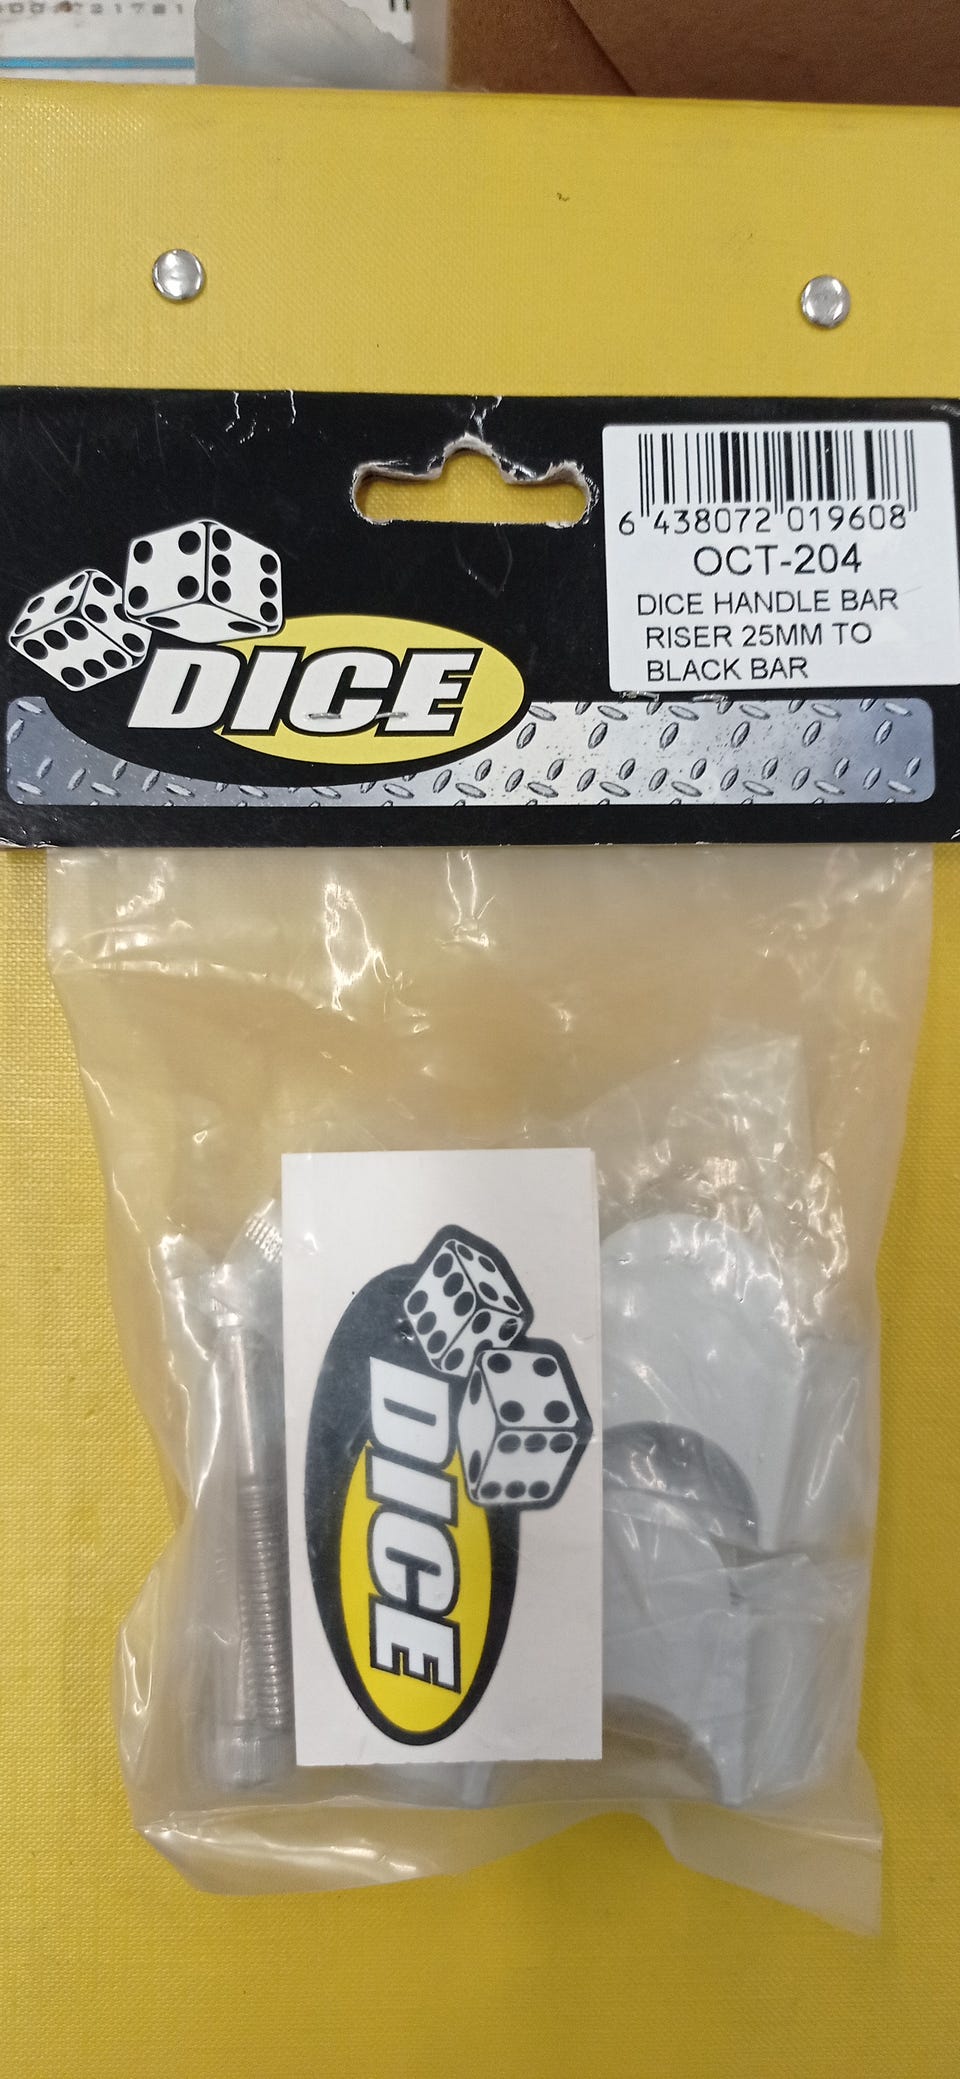 DICE
6 438072 019608
OCT-204
DICE HANDLE BAR
RISER 25MM TO
BLACK BAR
DICE